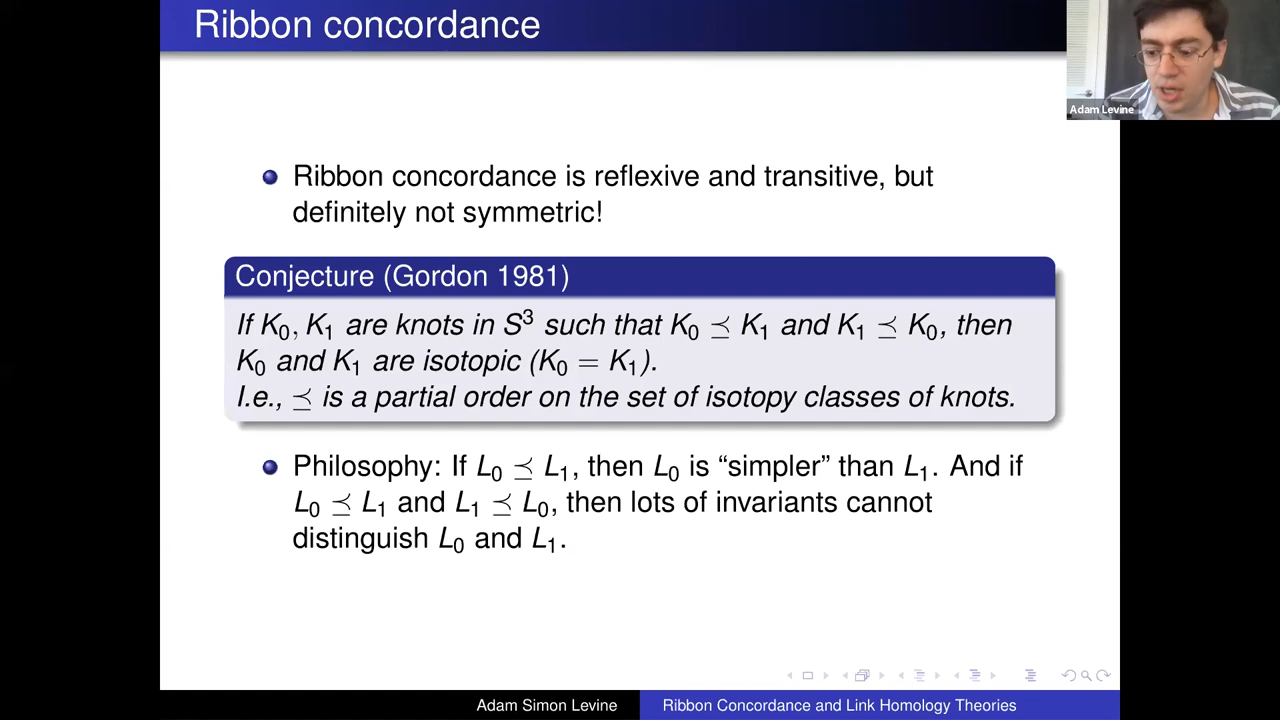 Ribbon concordance
Adam Levine
Ribbon concordance is reflexive and transitive, but
definitely not symmetric!
Conjecture (Gordon 1981)
If K₀, K₁ are knots in S³ such that K₀ ⪯ K₁ and K₁ ⪯ K₀, then
K₀ and K₁ are isotopic (K₀ = K₁).
I.e., ⪯ is a partial order on the set of isotopy classes of knots.
Philosophy: If L₀ ⪯ L₁, then L₀ is “simpler” than L₁. And if
L₀ ⪯ L₁ and L₁ ⪯ L₀, then lots of invariants cannot
distinguish L₀ and L₁.
Adam Simon Levine
Ribbon Concordance and Link Homology Theories